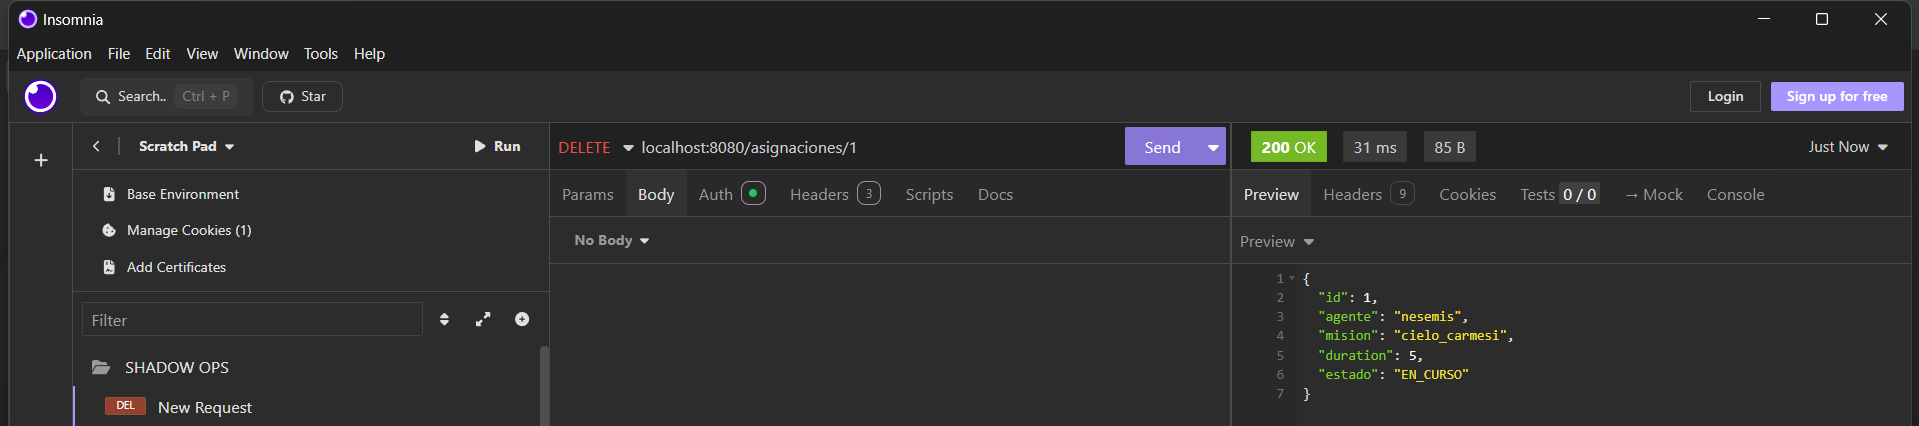 Insomnia
Application File Edit View Window Tools Help
Search.. Ctrl + P Star Login Sign up for free
Scratch Pad Run
DELETE localhost:8080/asignaciones/1 Send
200 OK 31 ms 85 B Just Now
Base Environment
Manage Cookies (1)
Add Certificates
Filter
SHADOW OPS
DEL New Request
Params Body Auth Headers 3 Scripts Docs
No Body
Preview Headers 9 Cookies Tests 0 / 0 → Mock Console
Preview
1 {
2 "id": 1,
3 "agente": "nesemis",
4 "mision": "cielo_carmesi",
5 "duration": 5,
6 "estado": "EN_CURSO"
7 }